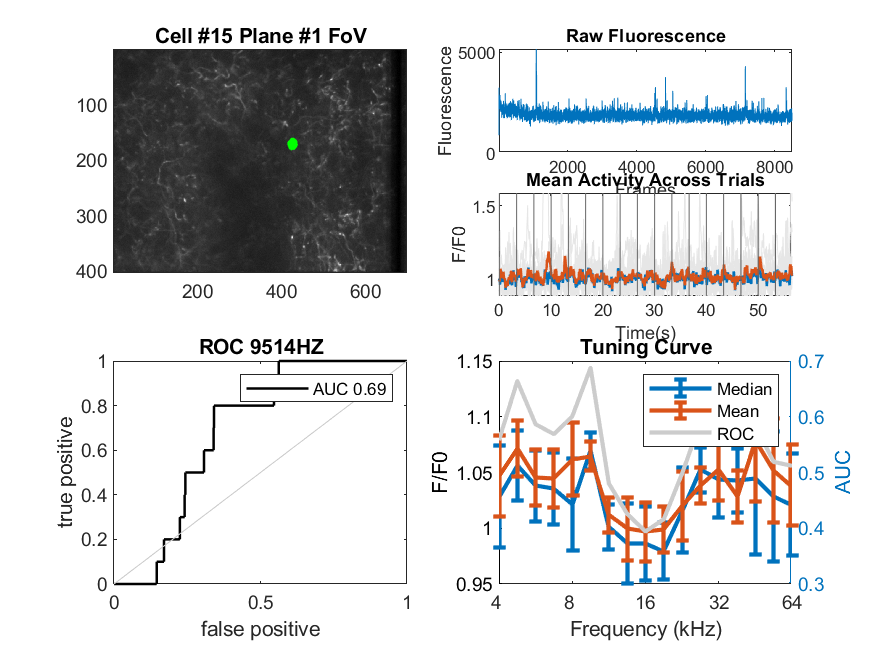 Cell #15 Plane #1 FoV
100
200
300
400
200
400
600
Raw Fluorescence
Fluorescence
5000
0
2000
4000
6000
8000
Frames
Mean Activity Across Trials
F/F0
1.5
1
0
10
20
30
40
50
Time(s)
ROC 9514HZ
true positive
1
0.8
0.6
0.4
0.2
0
AUC 0.69
0
0.5
1
false positive
Tuning Curve
F/F0
1.15
1.1
1.05
1
0.95
Median
Mean
ROC
0.7
0.6
0.5
0.4
0.3
AUC
4
8
16
32
64
Frequency (kHz)